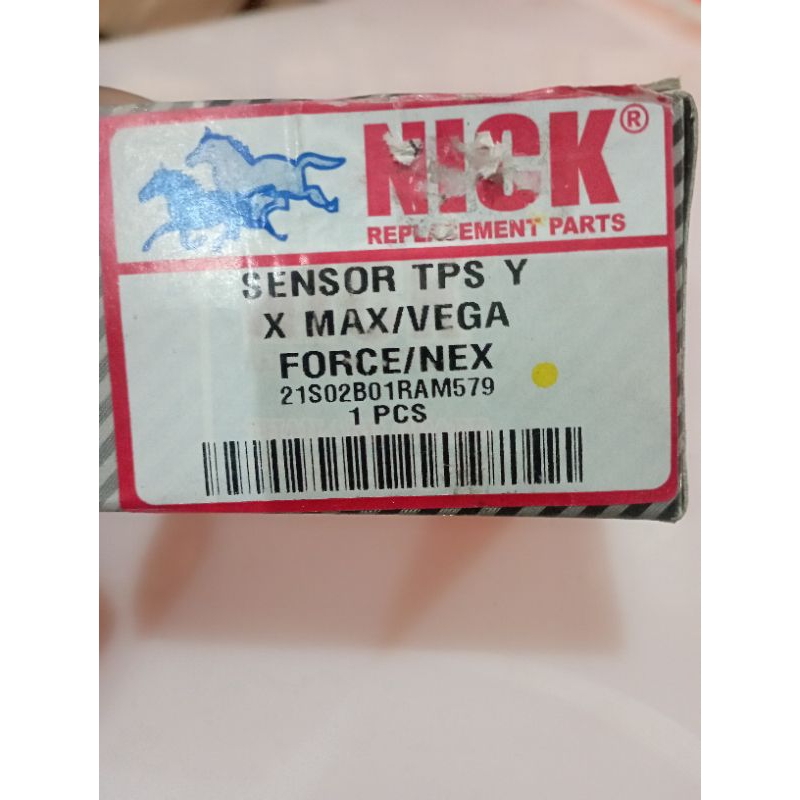 NICK®
REPLACEMENT PARTS
SENSOR TPS Y
X MAX/VEGA
FORCE/NEX
21S02B01RAM579
1 PCS